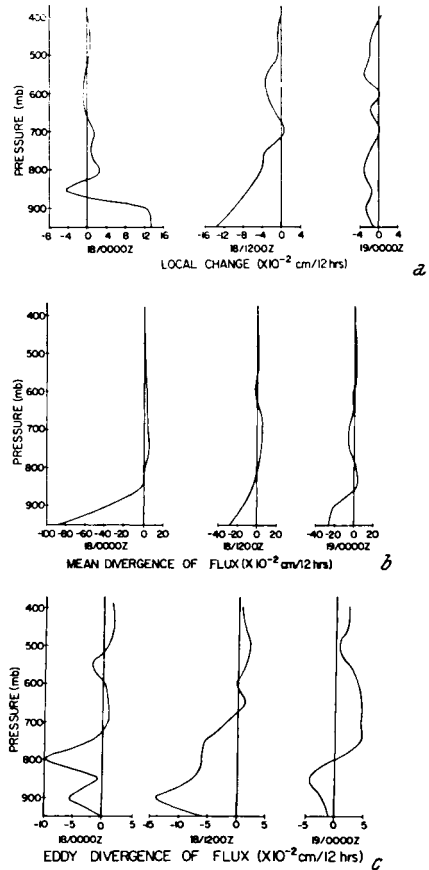 400
500
600
700
800
900
PRESSURE (mb)
-6 -4 0 4 8 12 16
-16 -12 -8 -4 0 4
-4 0 4
18/0000Z 18/1200Z 19/0000Z
LOCAL CHANGE (X10-2 cm/12 hrs)
a
400
500
600
700
800
900
PRESSURE (mb)
-100 -80 -60 -40 -20 0 20
-40 -20 0 20
-40 -20 0 20
18/0000Z 18/1200Z 19/0000Z
MEAN DIVERGENCE OF FLUX (X10-2 cm/12 hrs)
b
400
500
600
700
800
900
PRESSURE (mb)
-10 -5 0 5
-15 -10 -5 0 5
-5 0 5
18/0000Z 18/1200Z 19/0000Z
EDDY DIVERGENCE OF FLUX (X10-2 cm/12 hrs)
c